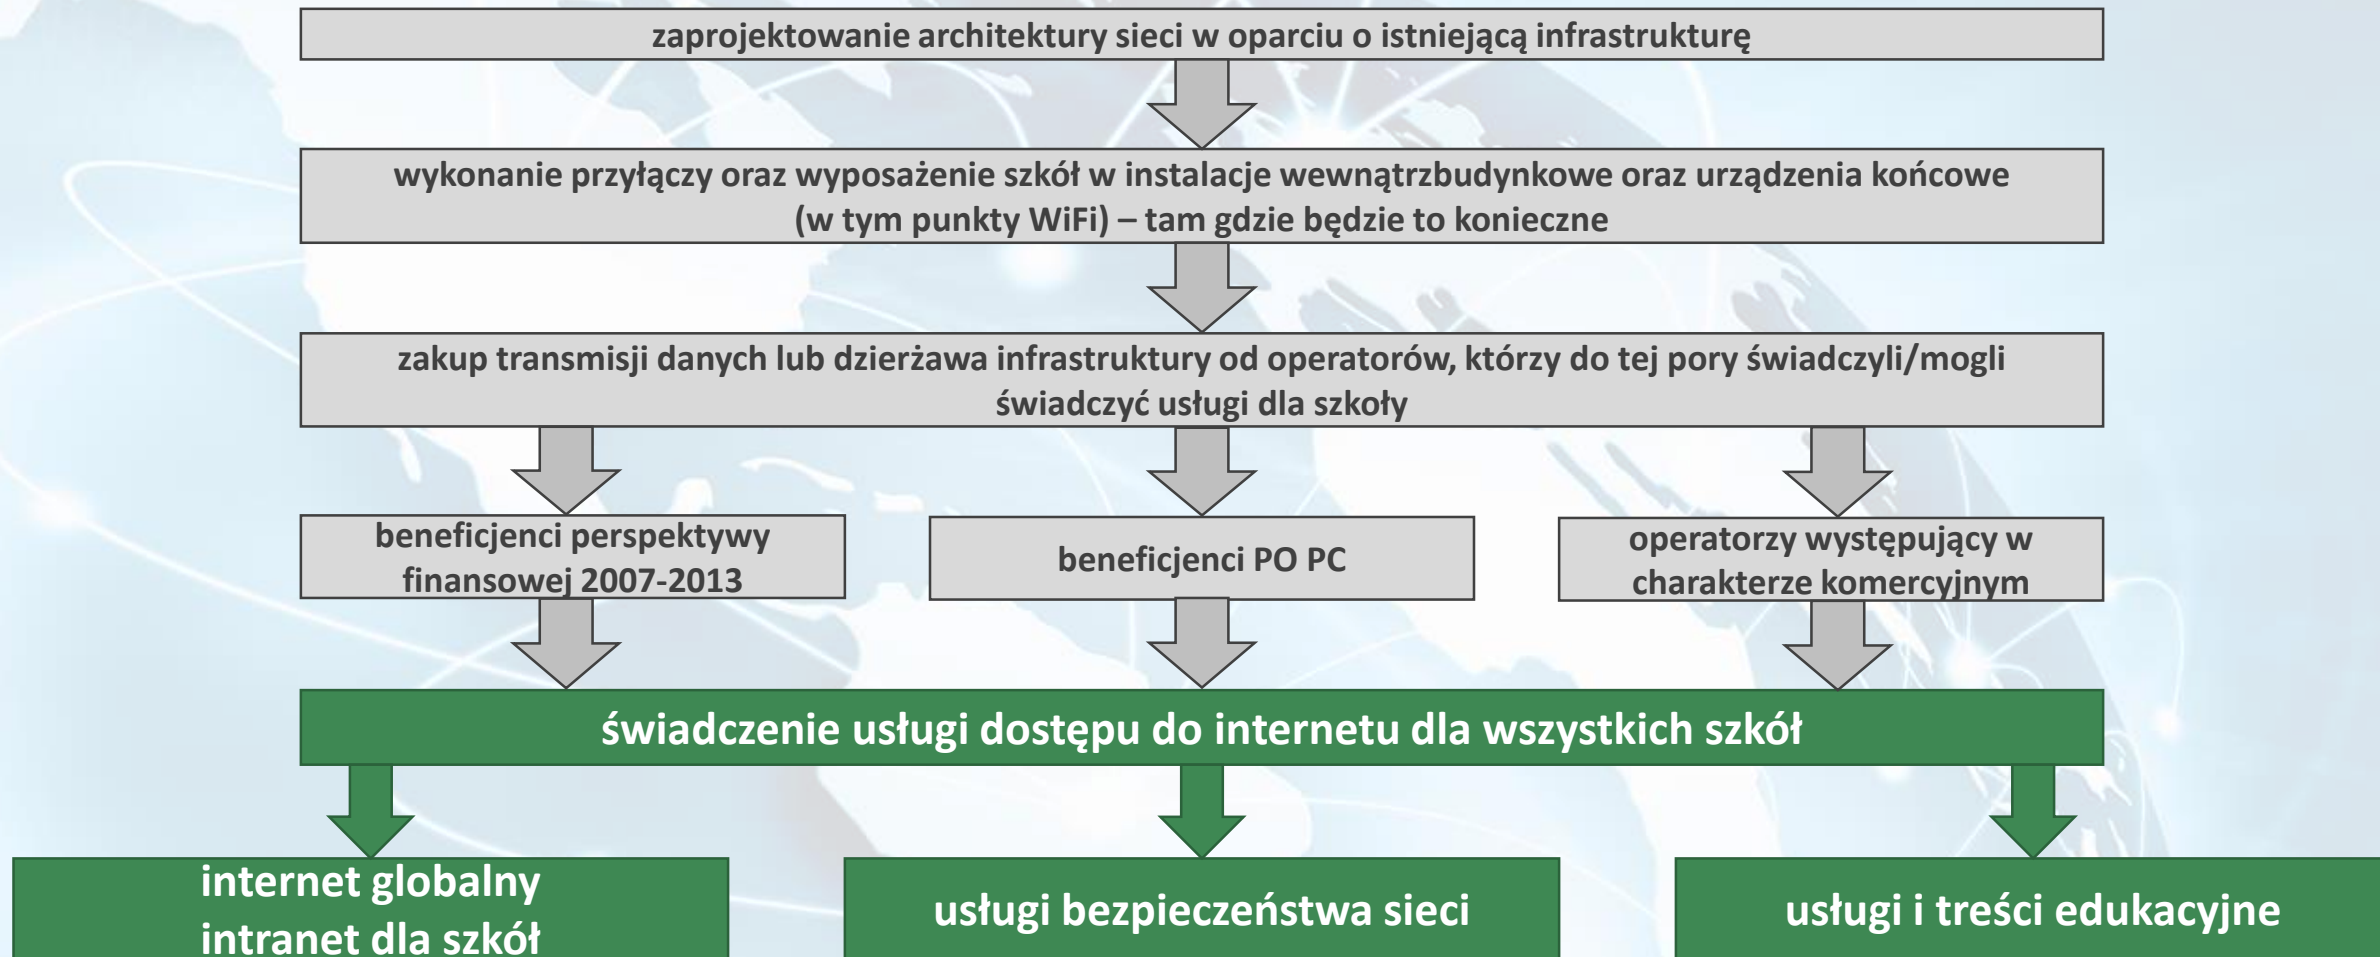 zaprojektowanie architektury sieci w oparciu o istniejącą infrastrukturę
wykonanie przyłączy oraz wyposażenie szkół w instalacje wewnątrzbudynkowe oraz urządzenia końcowe
(w tym punkty WiFi) – tam gdzie będzie to konieczne
zakup transmisji danych lub dzierżawa infrastruktury od operatorów, którzy do tej pory świadczyli/mogli
świadczyć usługi dla szkoły
beneficjenci perspektywy
finansowej 2007-2013
beneficjenci PO PC
operatorzy występujący w
charakterze komercyjnym
świadczenie usługi dostępu do internetu dla wszystkich szkół
internet globalny
intranet dla szkół
usługi bezpieczeństwa sieci
usługi i treści edukacyjne